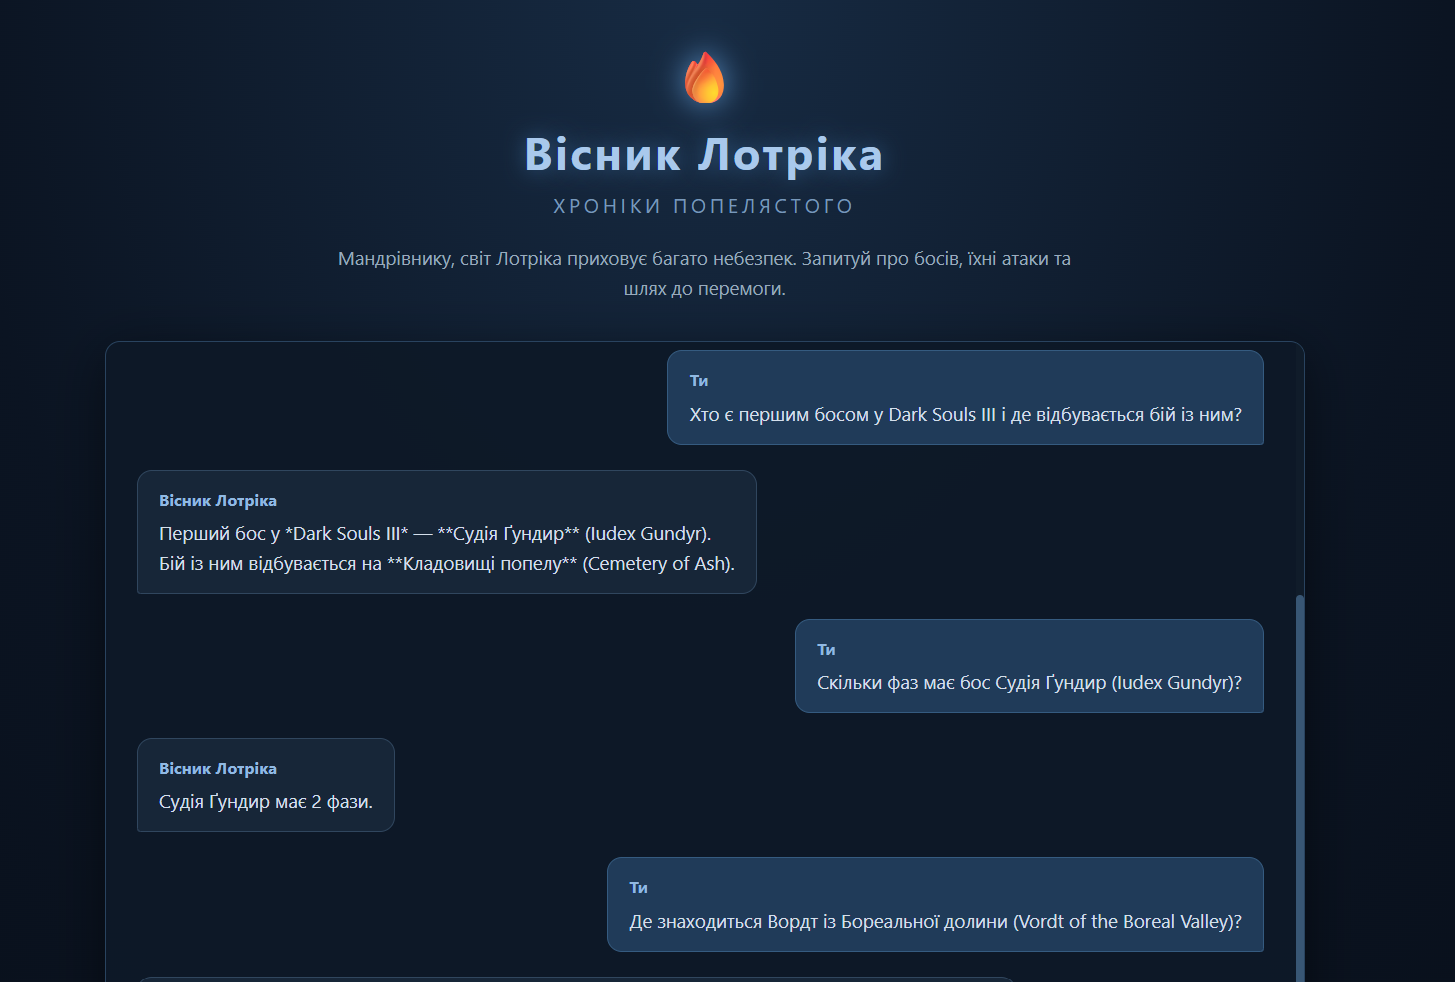 Вісник Лотріка
ХРОНІКИ ПОПЕЛЯСТОГО
Мандрівнику, світ Лотріка приховує багато небезпек. Запитуй про босів, їхні атаки та
шлях до перемоги.
Ти
Хто є першим босом у Dark Souls III і де відбувається бій із ним?
Вісник Лотріка
Перший бос у *Dark Souls III* — **Судія Ґундир** (Iudex Gundyr).
Бій із ним відбувається на **Кладовищі попелу** (Cemetery of Ash).
Ти
Скільки фаз має бос Судія Ґундир (Iudex Gundyr)?
Вісник Лотріка
Судія Ґундир має 2 фази.
Ти
Де знаходиться Вордт із Бореальної долини (Vordt of the Boreal Valley)?